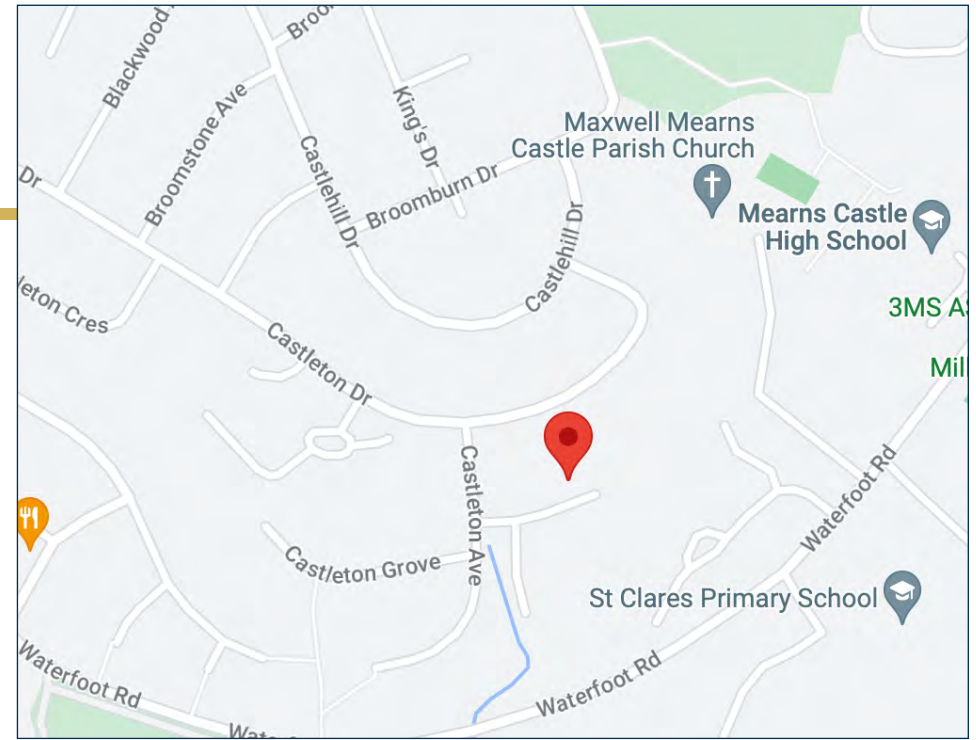 Blackwood
Broo
Broomstone Ave
King's Dr
Castlehill Dr
Broomburn Dr
Maxwell Mearns
Castle Parish Church
Mearns Castle
High School
Dr
Castlehill Dr
leton Cres
3MS A
Castleton Dr
Mil
Castleton Ave
Waterfoot Rd
Castleton Grove
St Clares Primary School
Waterfoot Rd
Waterfoot Rd